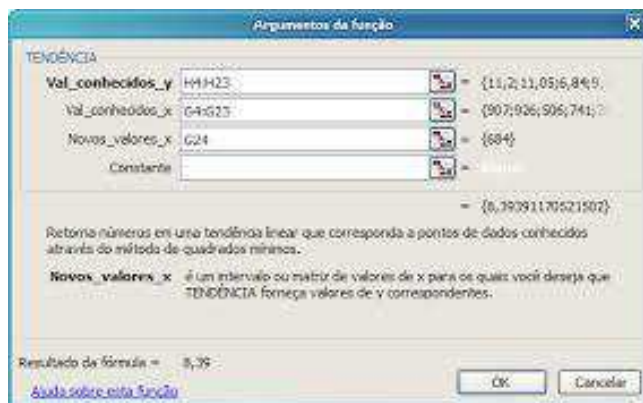 Argumentos da função
TENDÊNCIA
Val_conhecidos_y H4:H23 = {11,2;11,05;6,84;9,
Val_conhecidos_x G4:G23 = {907;926;506;741;
Novos_valores_x G24 = {684}
Constante =
= {8,39391170521502}
Retorna números em uma tendência linear que corresponda a pontos de dados conhecidos
através do método de quadrados mínimos.
Novos_valores_x é um intervalo ou matriz de valores de x para os quais você deseja que
TENDÊNCIA forneça valores de y correspondentes.
Resultado da fórmula = 8,39
Ajuda sobre esta função
OK Cancelar